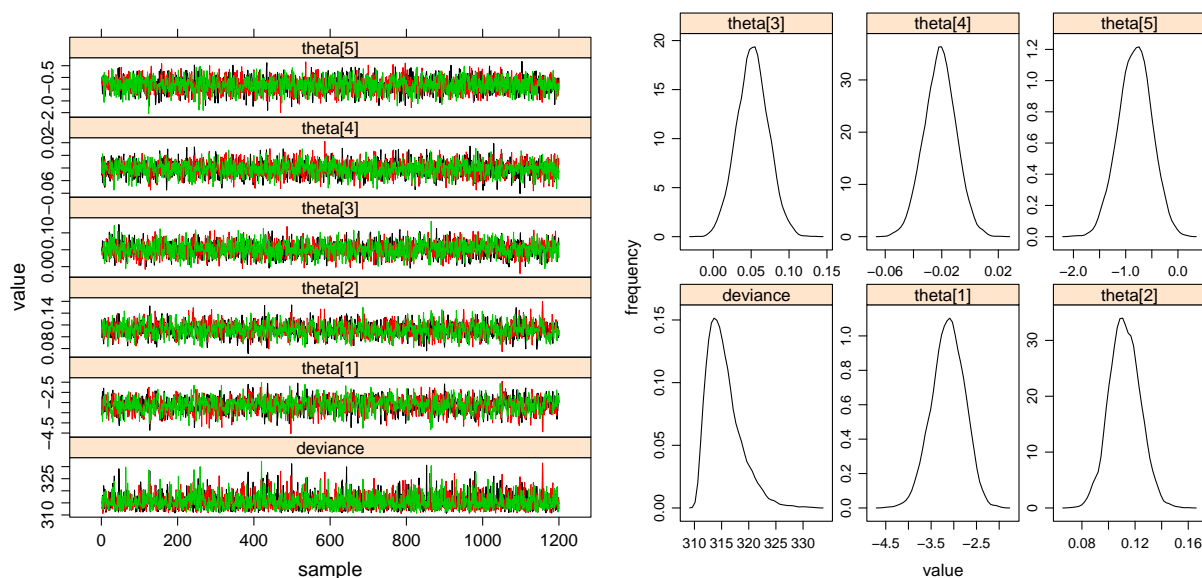 theta[5]
−2.0 −0.5
theta[4]
−0.06 0.02
theta[3]
0.00 0.10
theta[2]
0.08 0.14
theta[1]
−4.5 −2.5
deviance
310 325
value
0 200 400 600 800 1000 1200
sample
theta[3] theta[4] theta[5]
0 5 10 15 20
0.00 0.05 0.10 0.15
0 10 20 30
−0.06 −0.02 0.02
0.0 0.2 0.4 0.6 0.8 1.0 1.2
−2.0 −1.0 0.0
deviance theta[1] theta[2]
0.00 0.05 0.10 0.15
310 315 320 325 330
0.0 0.2 0.4 0.6 0.8 1.0
−4.5 −3.5 −2.5
0 10 20 30
0.08 0.12 0.16
frequency
value